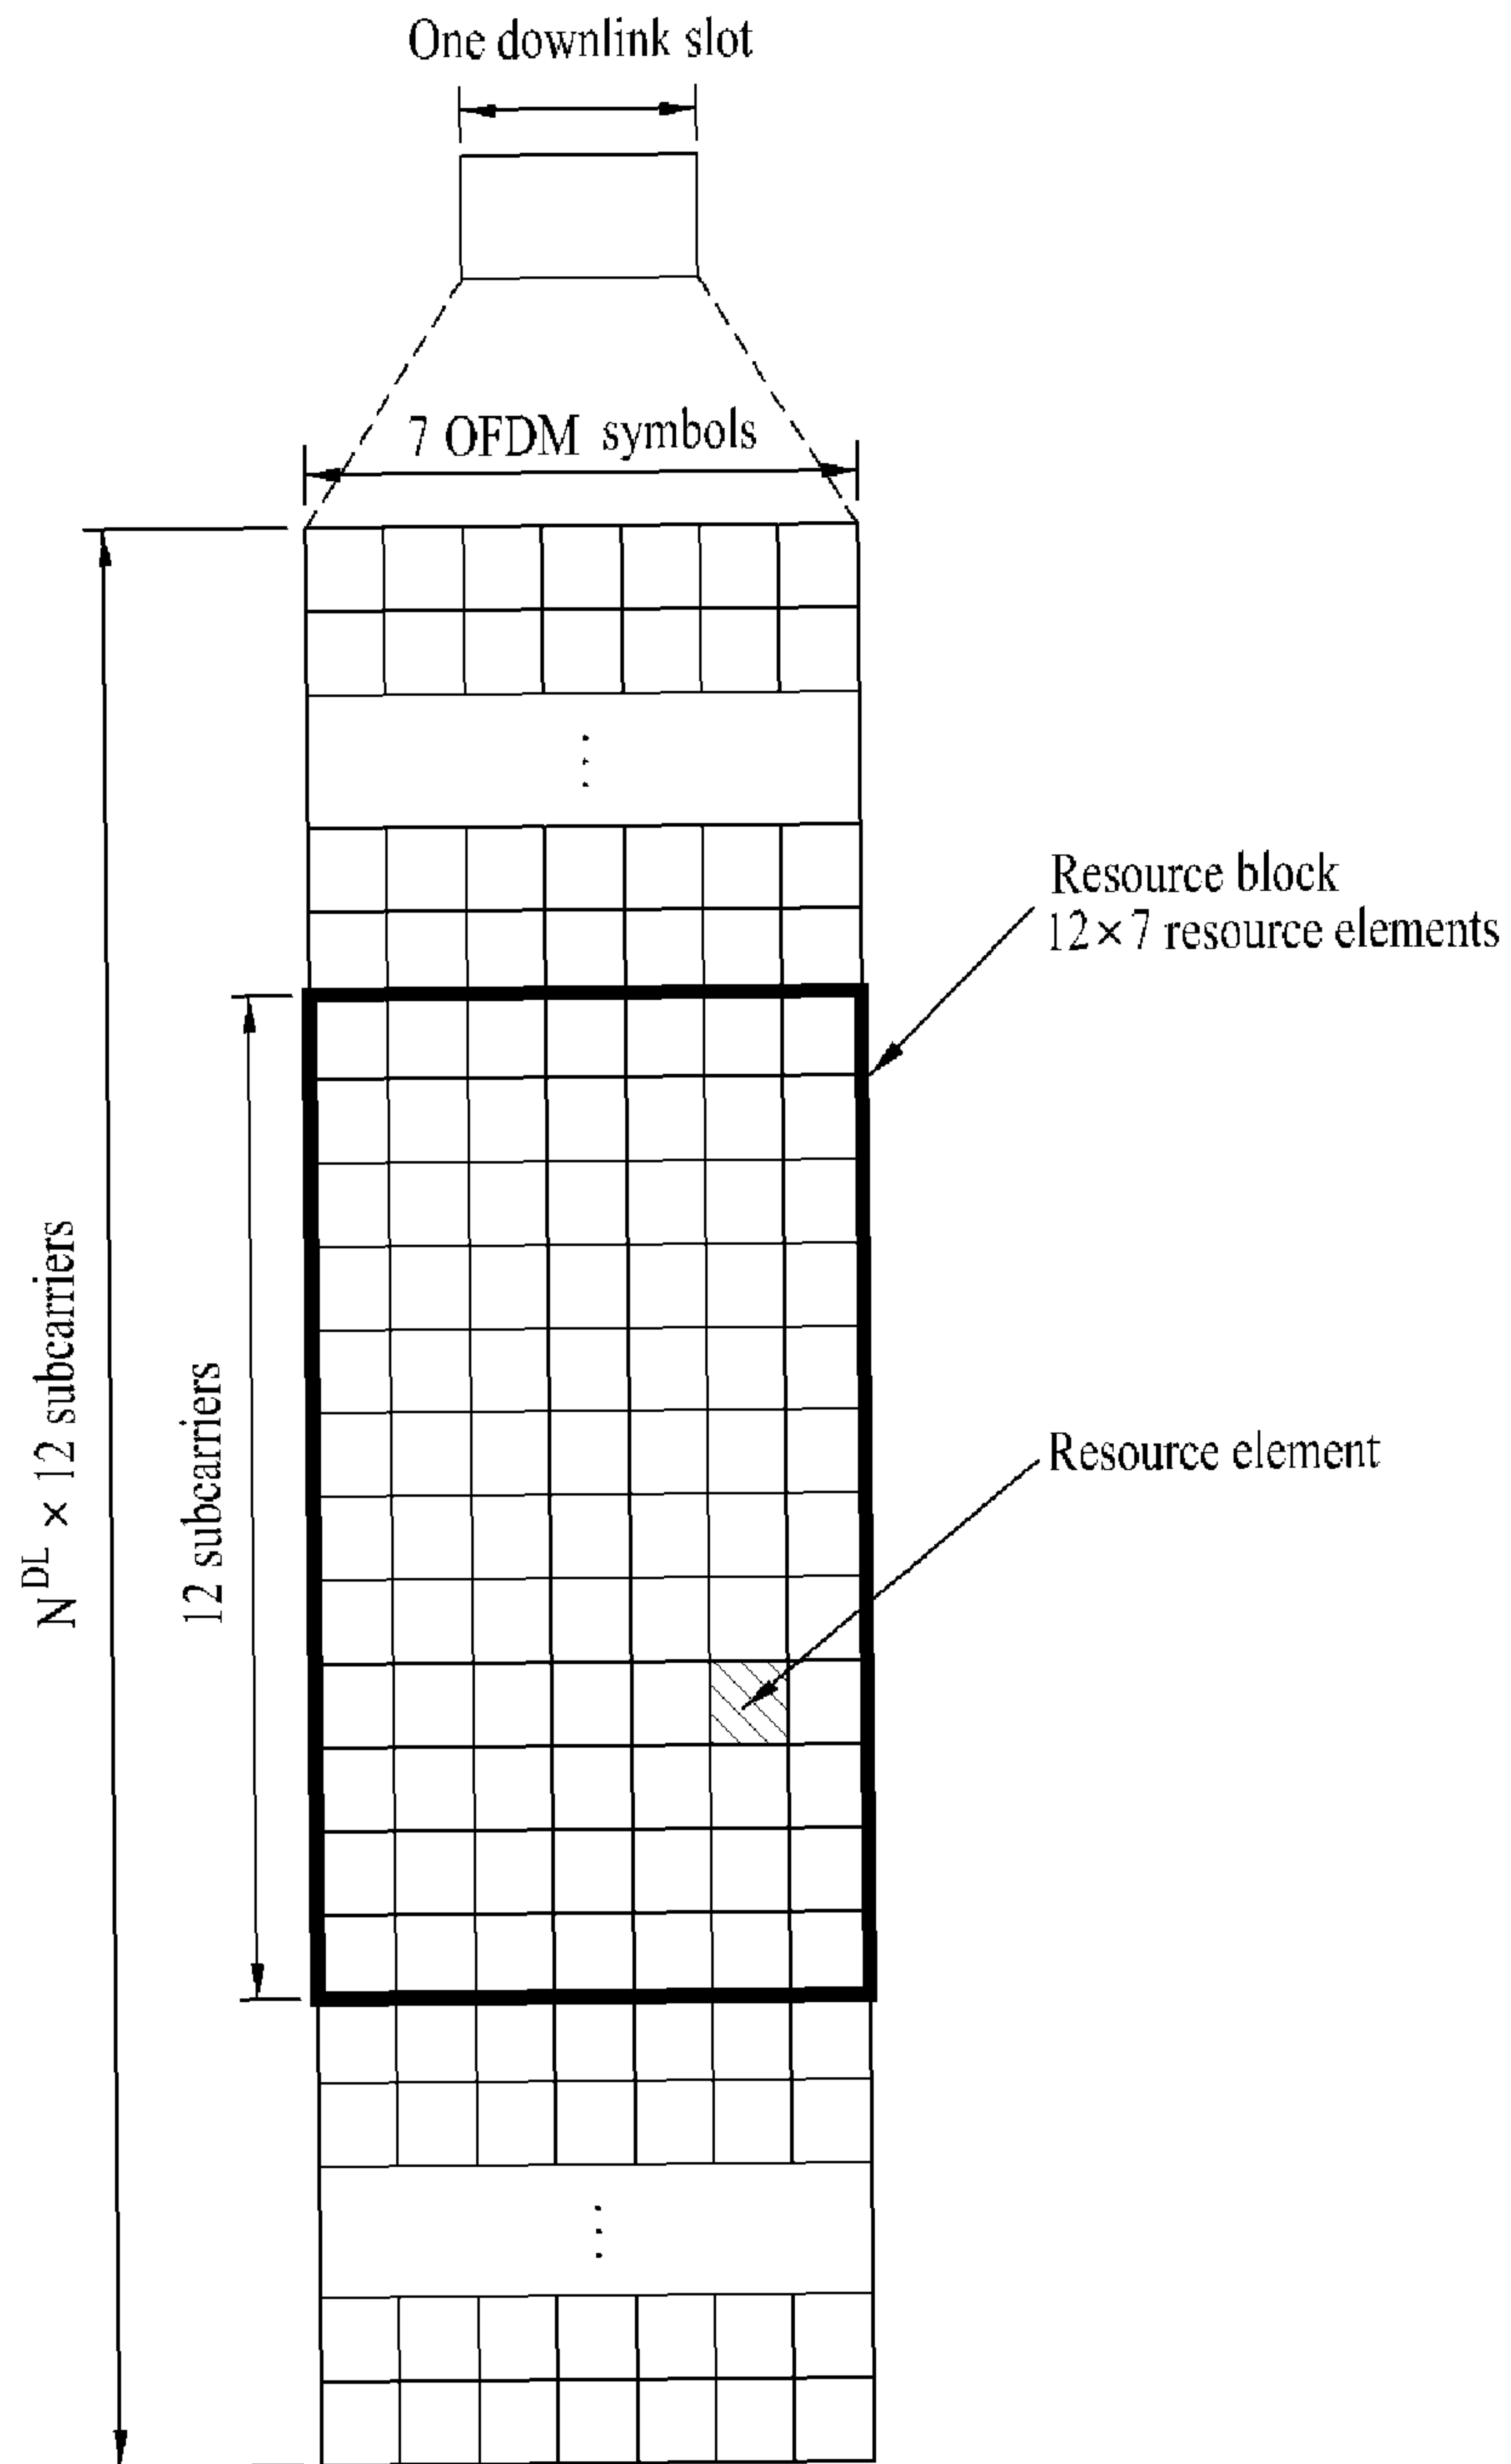 One downlink slot
7 OFDM symbols
Resource block
12×7 resource elements
N^DL × 12 subcarriers
12 subcarriers
Resource element